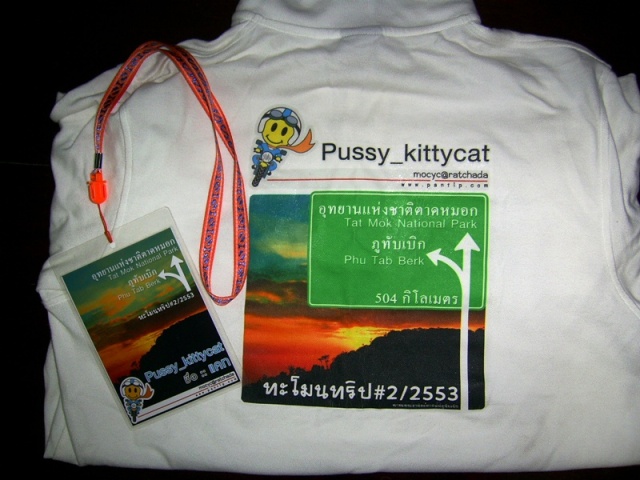 Pussy_kittycat
mocyc@ratchada
www.pantip.com
อุทยานแห่งชาติตาดหมอก
Tat Mok National Park
ภูทับเบิก
Phu Tab Berk
504 กิโลเมตร
ทะโมนทริป#2/2553
อุทยานแห่งชาติตาดหมอก
Tat Mok National Park
ภูทับเบิก
Phu Tab Berk
ทะโมนทริป#2/2553
Pussy_kittycat
ชื่อ :: แคท